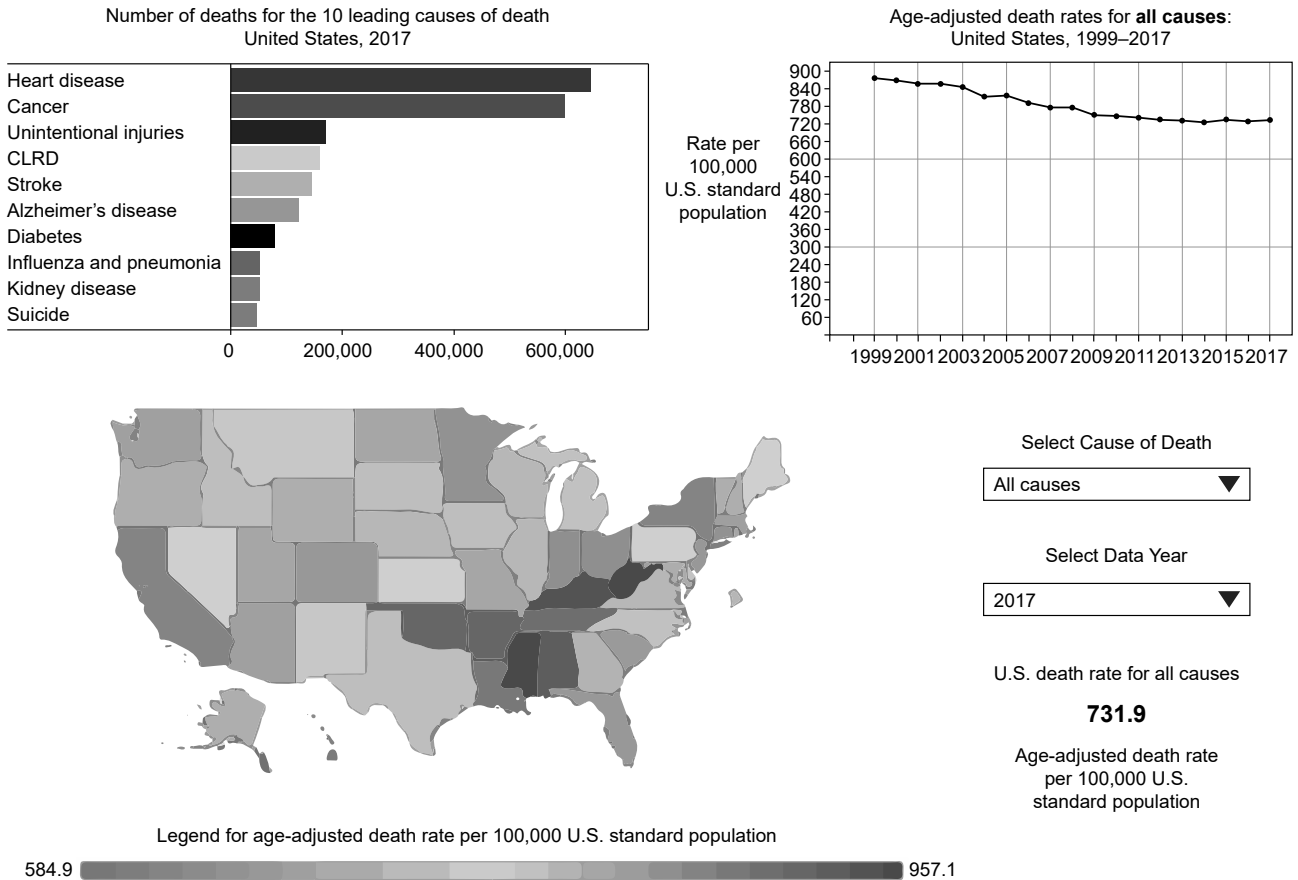 Number of deaths for the 10 leading causes of death
United States, 2017
Heart disease
Cancer
Unintentional injuries
CLRD
Stroke
Alzheimer’s disease
Diabetes
Influenza and pneumonia
Kidney disease
Suicide
0 200,000 400,000 600,000
Age-adjusted death rates for all causes:
United States, 1999–2017
Rate per
100,000
U.S. standard
population
900
840
780
720
660
600
540
480
420
360
300
240
180
120
60
1999 2001 2003 2005 2007 2009 2011 2013 2015 2017
Select Cause of Death
All causes
Select Data Year
2017
U.S. death rate for all causes
731.9
Age-adjusted death rate
per 100,000 U.S.
standard population
Legend for age-adjusted death rate per 100,000 U.S. standard population
584.9 957.1